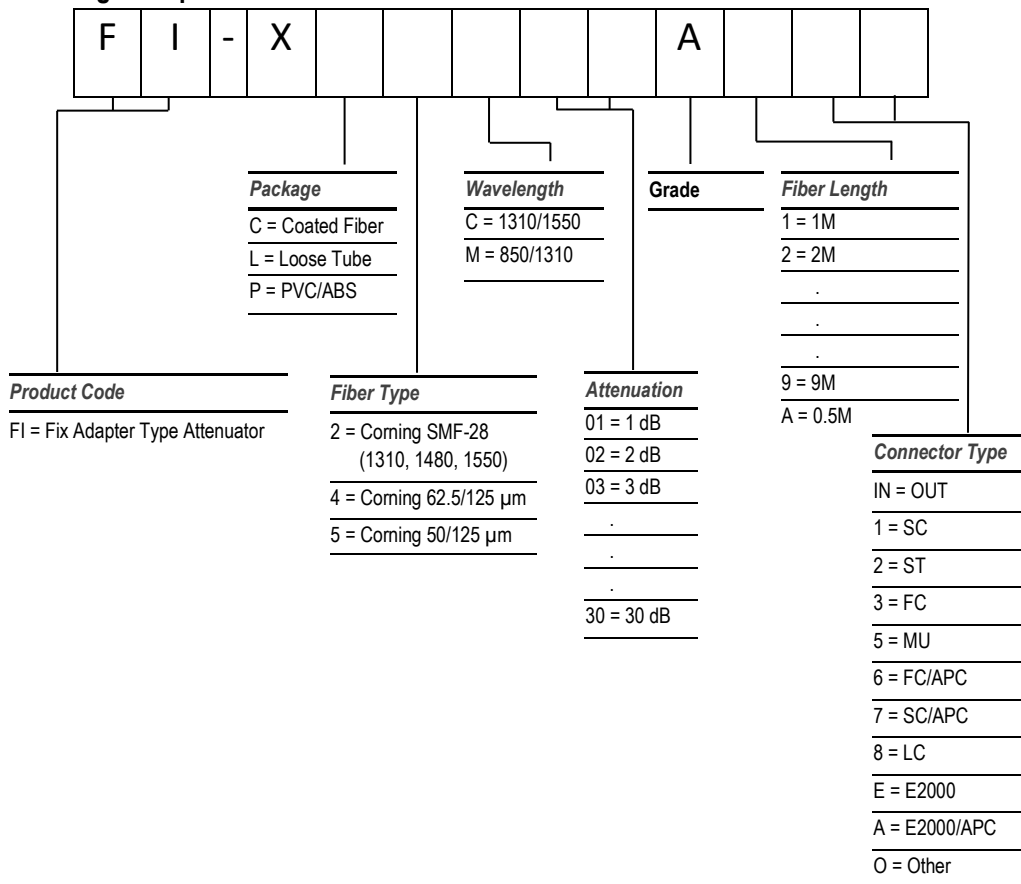 F I - X A
Package
C = Coated Fiber
L = Loose Tube
P = PVC/ABS
Wavelength
C = 1310/1550
M = 850/1310
Grade
Fiber Length
1 = 1M
2 = 2M
.
.
.
9 = 9M
A = 0.5M
Product Code
FI = Fix Adapter Type Attenuator
Fiber Type
2 = Corning SMF-28
(1310, 1480, 1550)
4 = Corning 62.5/125 µm
5 = Corning 50/125 µm
Attenuation
01 = 1 dB
02 = 2 dB
03 = 3 dB
.
.
.
30 = 30 dB
Connector Type
IN = OUT
1 = SC
2 = ST
3 = FC
5 = MU
6 = FC/APC
7 = SC/APC
8 = LC
E = E2000
A = E2000/APC
O = Other